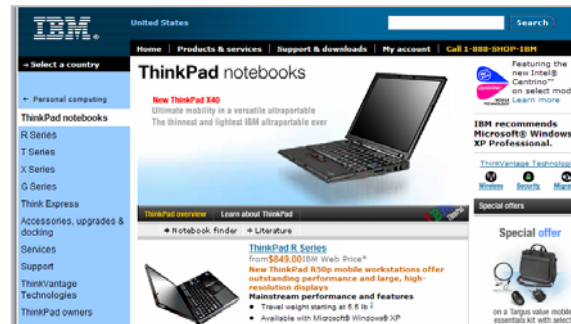 IBM
United States
Search
Home | Products & services | Support & downloads | My account | Call 1-888-SHOP-IBM
Select a country
Personal computing
ThinkPad notebooks
R Series
T Series
X Series
G Series
Think Express
Accessories, upgrades &
docking
Services
Support
ThinkVantage
Technologies
ThinkPad owners
ThinkPad notebooks
New ThinkPad X40
Ultimate mobility in a versatile ultraportable
The thinnest and lightest IBM ultraportable ever
ThinkPad overview
Learn about ThinkPad
Notebook finder
Literature
ThinkPad R Series
from $849.00 IBM Web Price*
New ThinkPad R50p mobile workstations offer
outstanding performance and large, high-
resolution displays
Mainstream performance and features
• Travel weight starting at 5.6 lb
• Available with Microsoft® Windows® XP
Featuring the
new Intel®
Centrino™
on select mod
Learn more
IBM recommends
Microsoft® Windows
XP Professional.
ThinkVantage Technologi
Wireless
Security
Migra
Special offers
Special offer
on a Targus value mobile
essentials kit with select